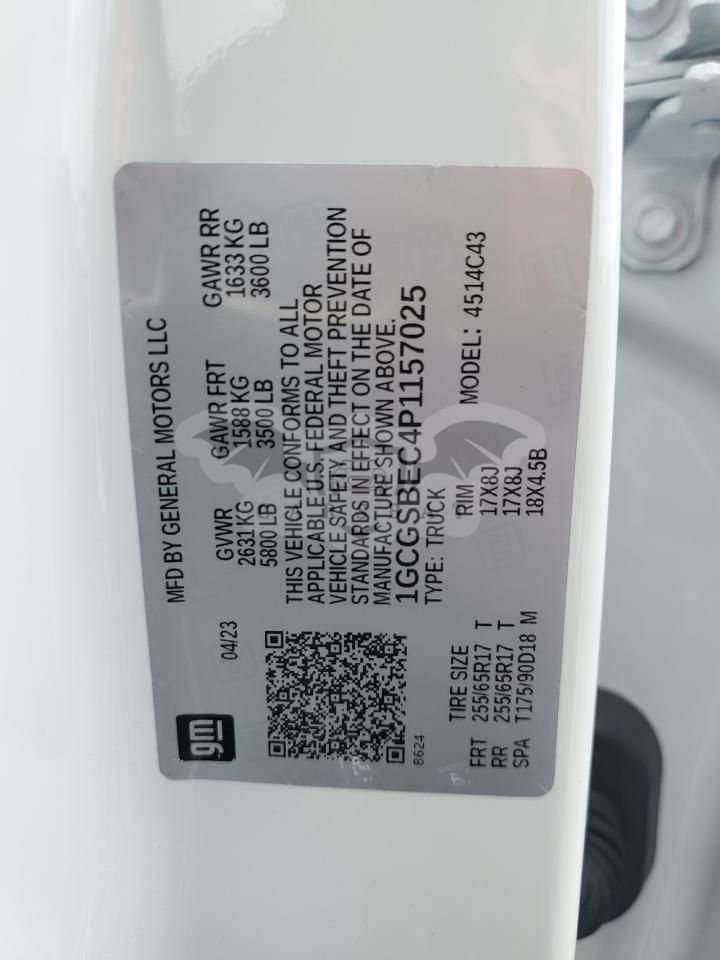 MFD BY GENERAL MOTORS LLC
gm
04/23
GVWR GAWR FRT GAWR RR
2631 KG 1588 KG 1633 KG
5800 LB 3500 LB 3600 LB
THIS VEHICLE CONFORMS TO ALL
APPLICABLE U.S. FEDERAL MOTOR
VEHICLE SAFETY AND THEFT PREVENTION
STANDARDS IN EFFECT ON THE DATE OF
MANUFACTURE SHOWN ABOVE.
1GCGSBEC4P1157025
8624
TYPE: TRUCK MODEL: 4514C43
TIRE SIZE RIM
FRT 255/65R17 T 17X8J
RR 255/65R17 T 17X8J
SPA T175/90D18 M 18X4.5B